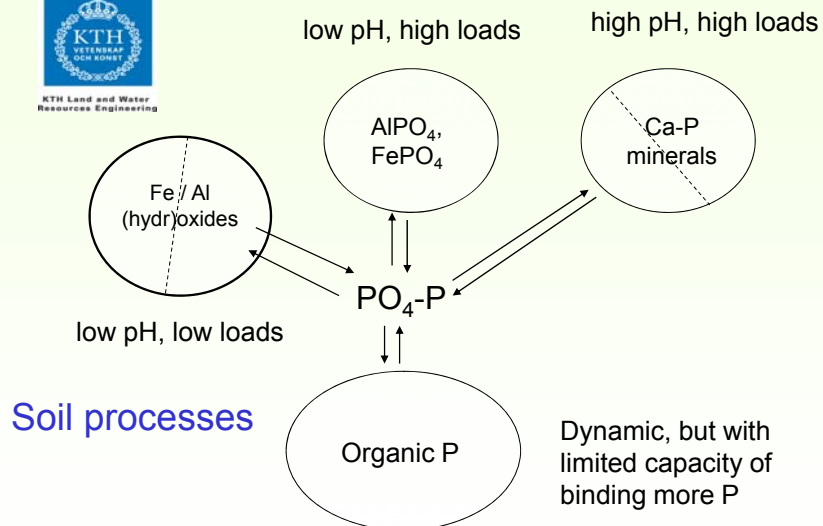 KTH
VETENSKAP
OCH KONST
KTH Land and Water
Resources Engineering
low pH, high loads
high pH, high loads
AlPO₄,
FePO₄
Ca-P
minerals
Fe / Al
(hydr)oxides
PO₄-P
low pH, low loads
Soil processes
Organic P
Dynamic, but with
limited capacity of
binding more P